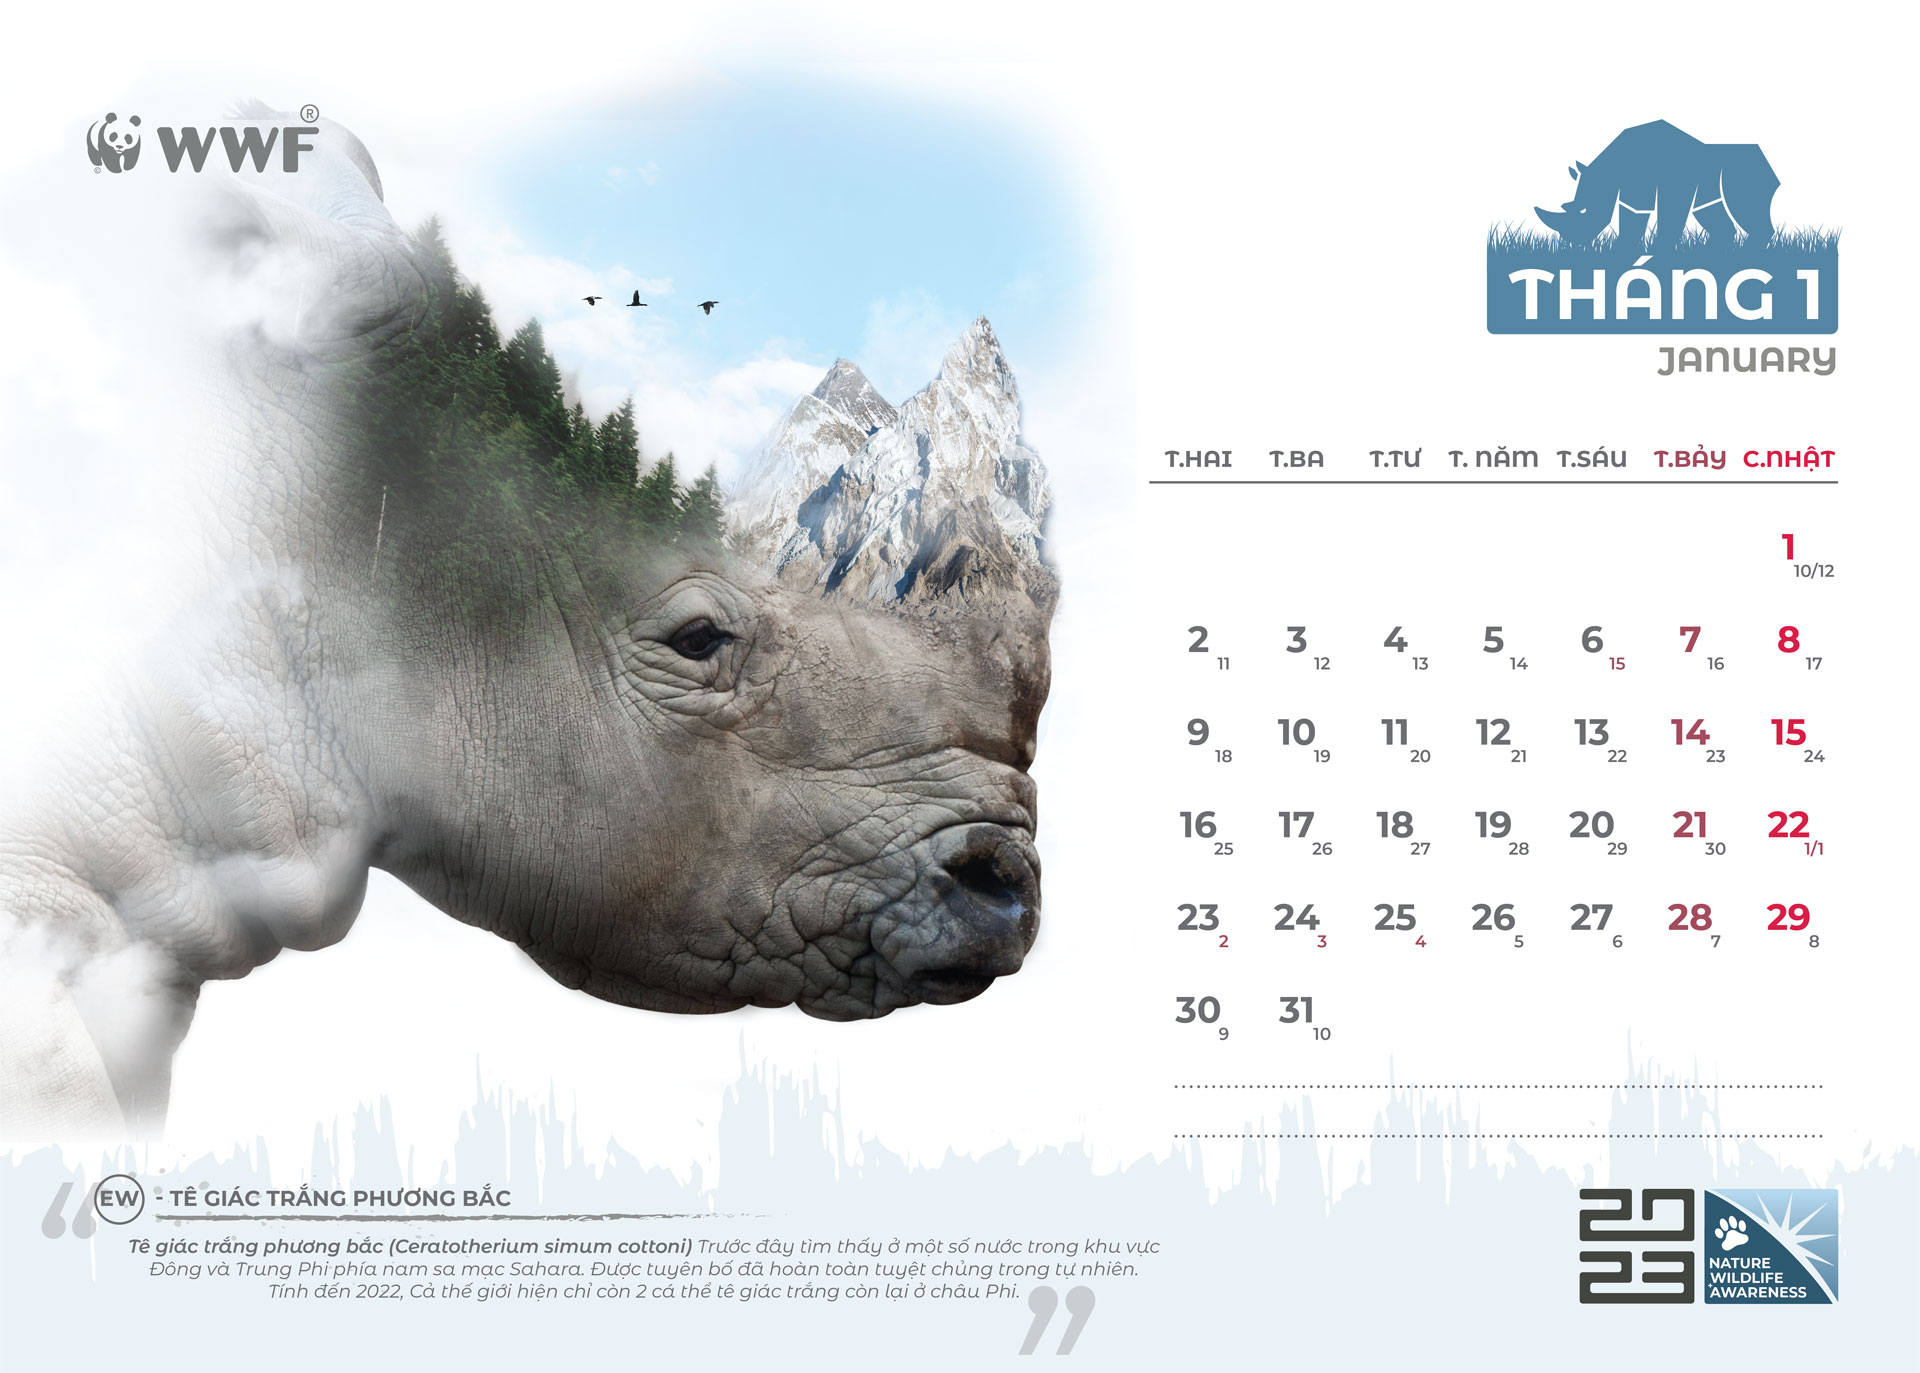 WWF®
©
THÁNG 1
JANUARY
T.HAI T.BA T.TƯ T. NĂM T.SÁU T.BẢY C.NHẬT
1
10/12
2 3 4 5 6 7 8
11 12 13 14 15 16 17
9 10 11 12 13 14 15
18 19 20 21 22 23 24
16 17 18 19 20 21 22
25 26 27 28 29 30 1/1
23 24 25 26 27 28 29
2 3 4 5 6 7 8
30 31
9 10
“
EW - TÊ GIÁC TRẮNG PHƯƠNG BẮC
Tê giác trắng phương bắc (Ceratotherium simum cottoni) Trước đây tìm thấy ở một số nước trong khu vực
Đông và Trung Phi phía nam sa mạc Sahara. Được tuyên bố đã hoàn toàn tuyệt chủng trong tự nhiên.
Tính đến 2022, Cả thế giới hiện chỉ còn 2 cá thể tê giác trắng còn lại ở châu Phi.
”
20
23
NATURE
+WILDLIFE
AWARENESS